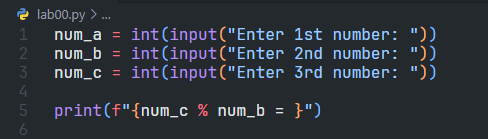 lab00.py > ...
1 num_a = int(input("Enter 1st number: "))
2 num_b = int(input("Enter 2nd number: "))
3 num_c = int(input("Enter 3rd number: "))
4
5 print(f"{num_c % num_b = }")
6